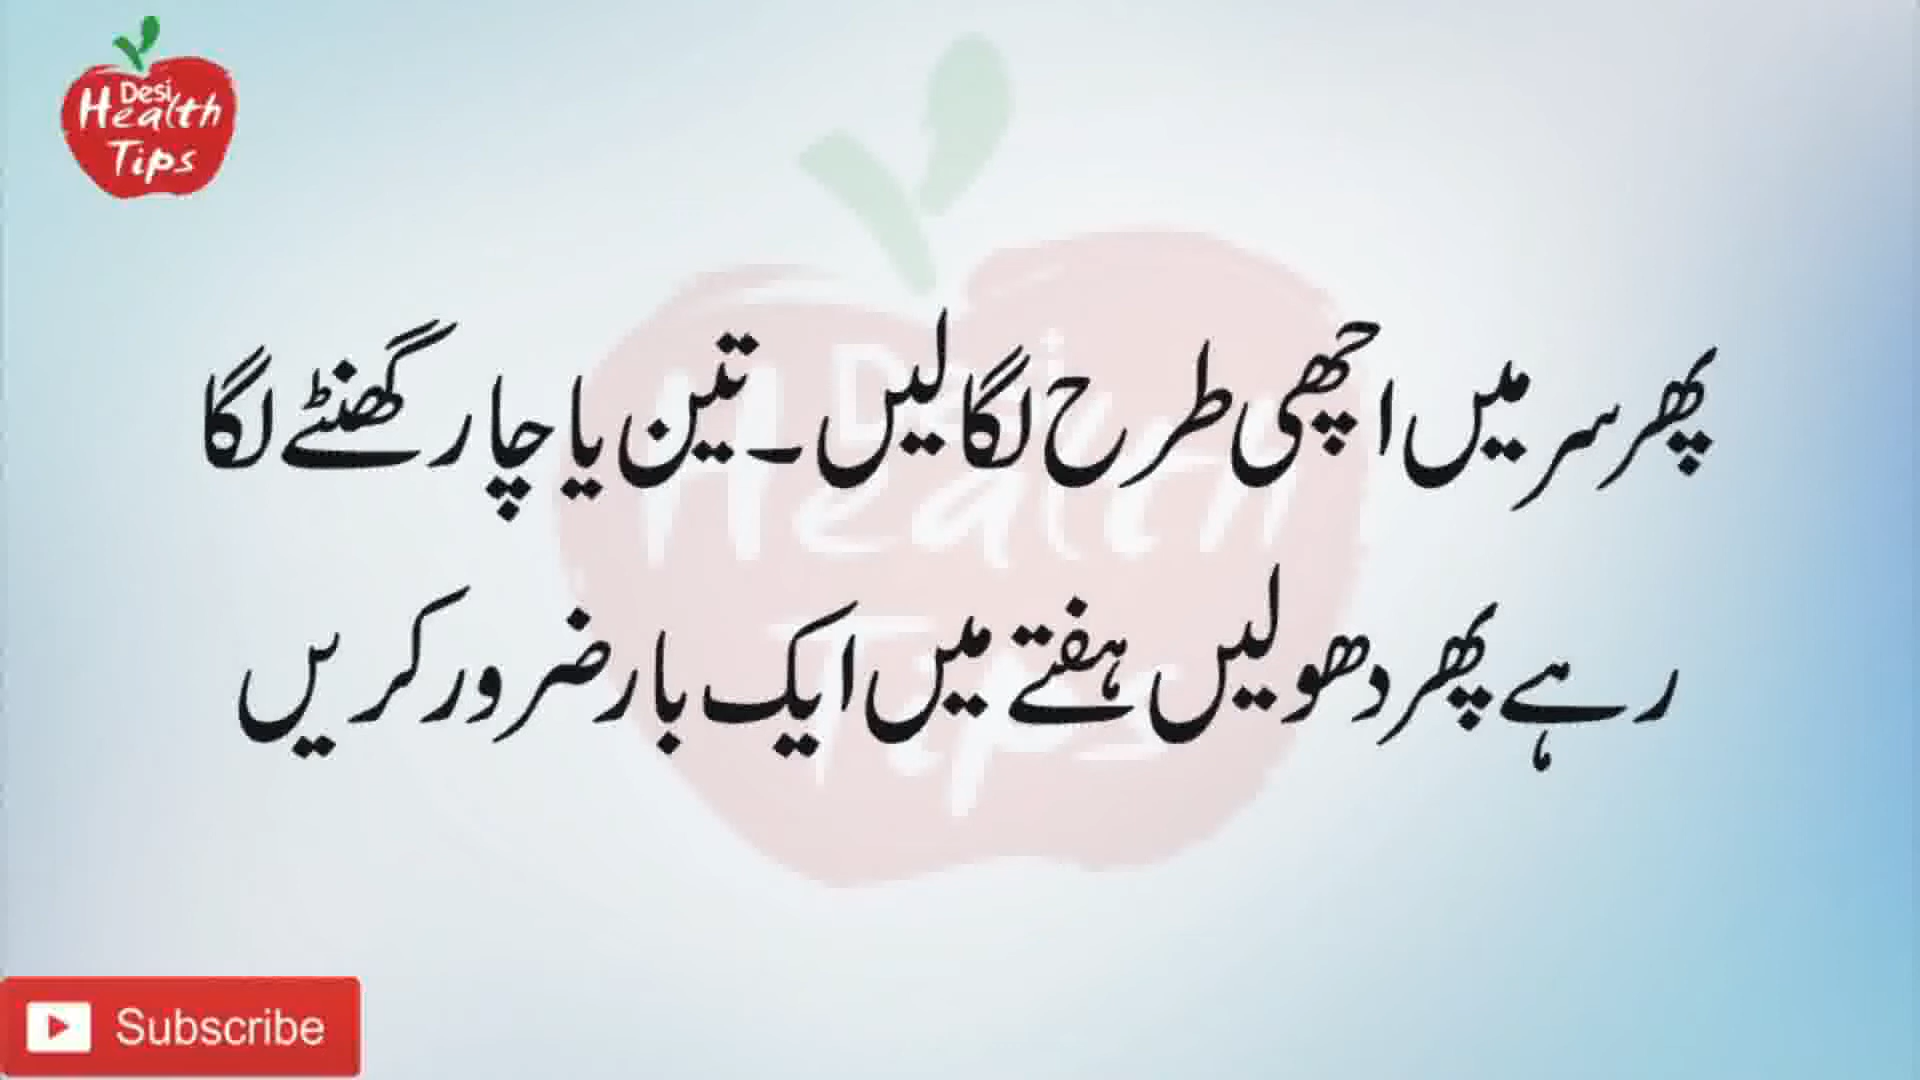 Desi
Health
Tips
پھر سر میں اچھی طرح لگا لیں ۔ تین یا چار گھنٹے لگا
رہے پھر دھو لیں ہفتے میں ایک بار ضرور کریں
Subscribe